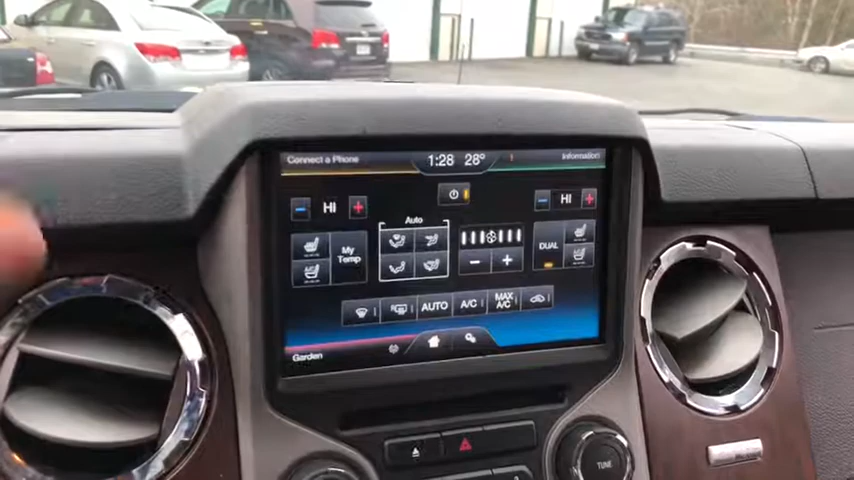 Connect a Phone 1:28 28° Information
HI HI
Auto
My Temp
DUAL
AUTO A/C MAX A/C
Garden
TUNE